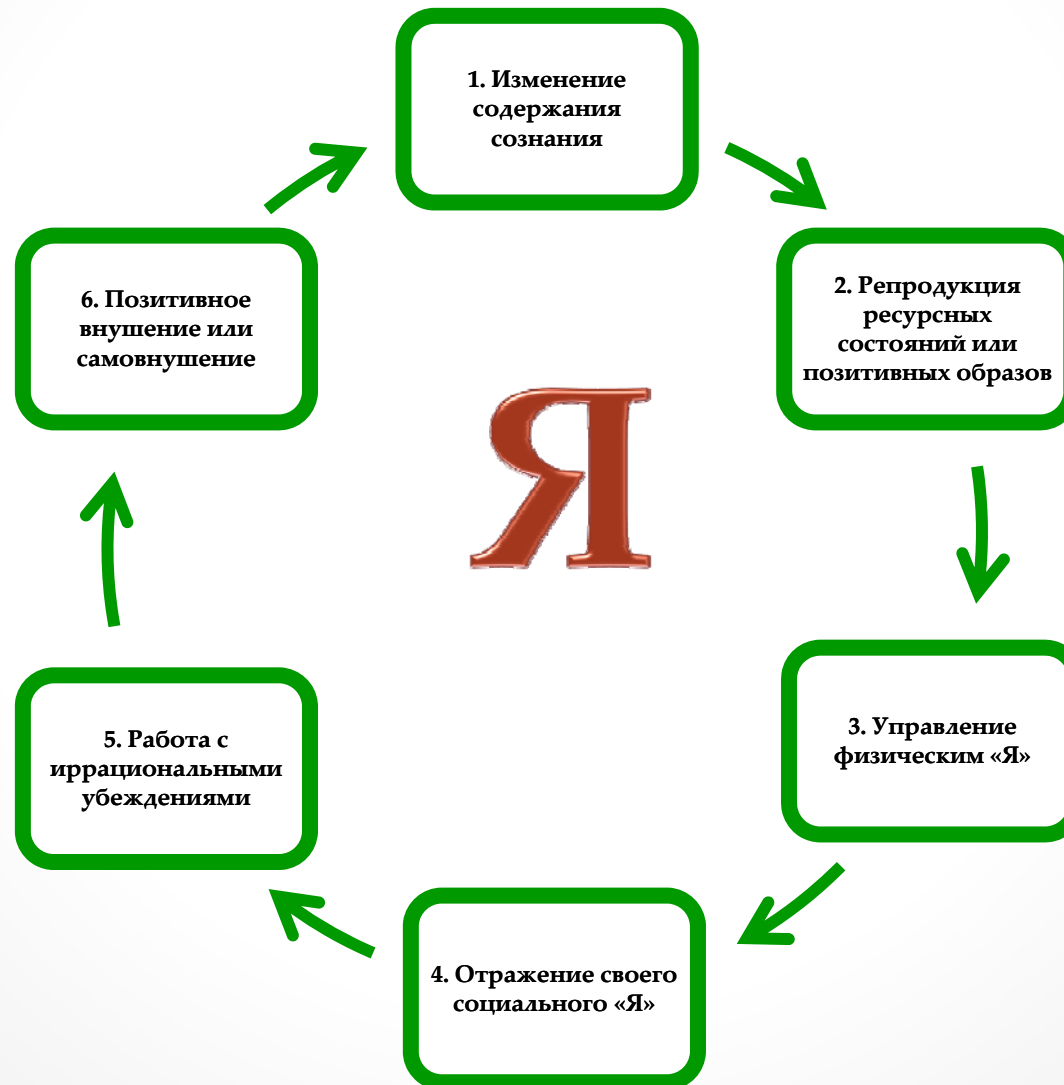 1. Изменение
содержания
сознания
2. Репродукция
ресурсных
состояний или
позитивных образов
3. Управление
физическим «Я»
4. Отражение своего
социального «Я»
5. Работа с
иррациональными
убеждениями
6. Позитивное
внушение или
самовнушение
Я